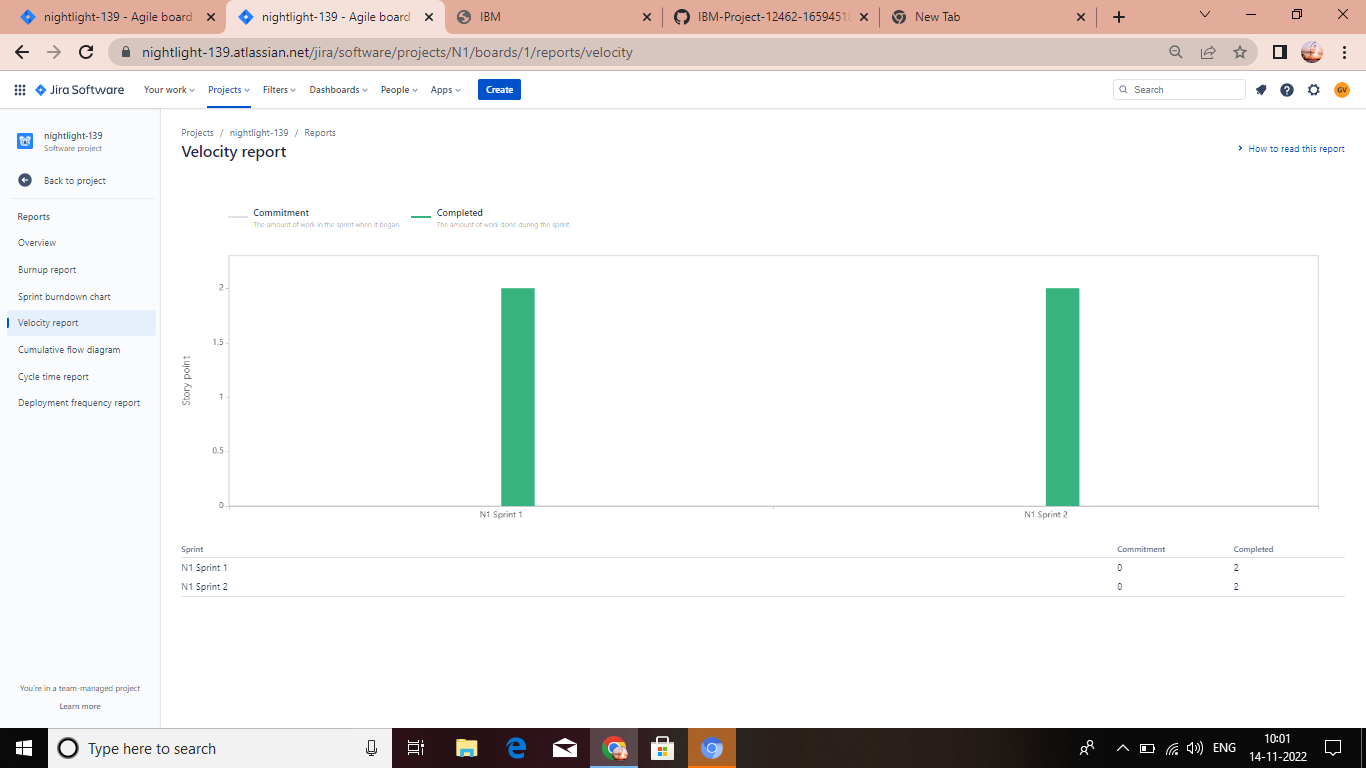 nightlight-139 - Agile board
nightlight-139 - Agile board
IBM
IBM-Project-12462-1659451
New Tab
nightlight-139.atlassian.net/jira/software/projects/N1/boards/1/reports/velocity
Jira Software
Your work
Projects
Filters
Dashboards
People
Apps
Create
Search
GV
nightlight-139
Software project
Back to project
Reports
Overview
Burnup report
Sprint burndown chart
Velocity report
Cumulative flow diagram
Cycle time report
Deployment frequency report
You're in a team-managed project
Learn more
Projects / nightlight-139 / Reports
Velocity report
How to read this report
Commitment
The amount of work in the sprint when it began.
Completed
The amount of work done during the sprint.
Story point
2
1.5
1
0.5
0
N1 Sprint 1
N1 Sprint 2
Sprint Commitment Completed
N1 Sprint 1 0 2
N1 Sprint 2 0 2
Type here to search
ENG
10:01
14-11-2022